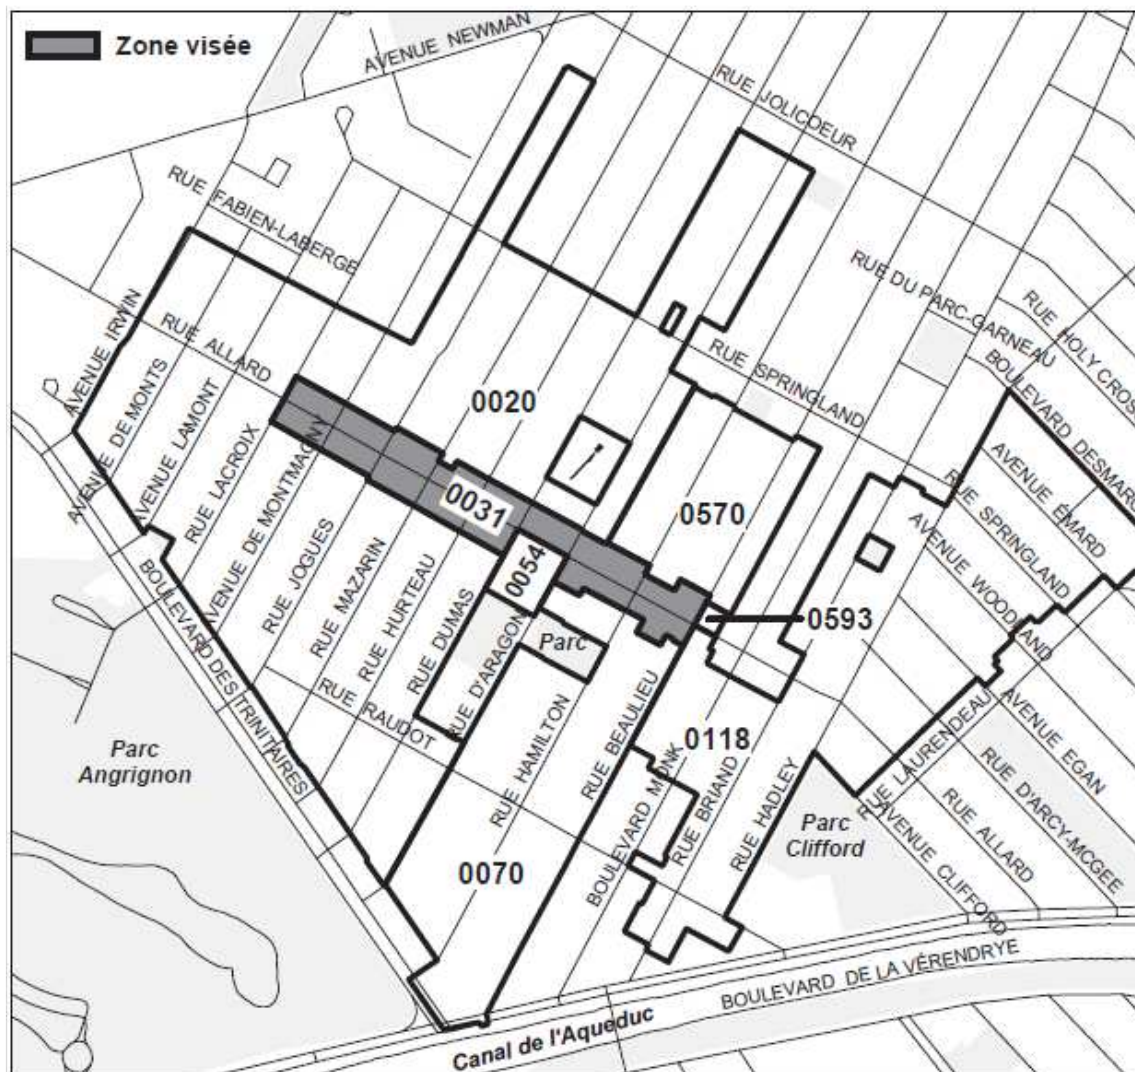 Zone visée
AVENUE NEWMAN
RUE JOLICOEUR
RUE FABIEN-LABERGE
RUE DU PARC-GARNEAU
RUE HOLY CROS
BOULEVARD DESMARC
AVENUE IRWIN
RUE ALLARD
RUE SPRINGLAND
AVENUE DE MONTS
AVENUE LAMONT
RUE LACROIX
AVENUE DE MONTMAGNY
0020
0031
0570
0054
0593
RUE JOGUES
RUE MAZARIN
RUE HURTEAU
RUE DUMAS
RUE D'ARAGON
Parc
AVENUE ÉMARD
RUE SPRINGLAND
AVENUE WOODLAND
BOULEVARD DES TRINITAIRES
RUE RAUDOT
RUE HAMILTON
RUE BEAULIEU
0118
BOULEVARD MONK
RUE BRIAND
RUE HADLEY
Parc
Angrignon
0070
Parc
Clifford
RUE LAURENDEAU
AVENUE EGAN
RUE D'ARCY-MCGEE
RUE ALLARD
AVENUE CLIFFORD
BOULEVARD DE LA VÉRENDRYE
Canal de l'Aqueduc